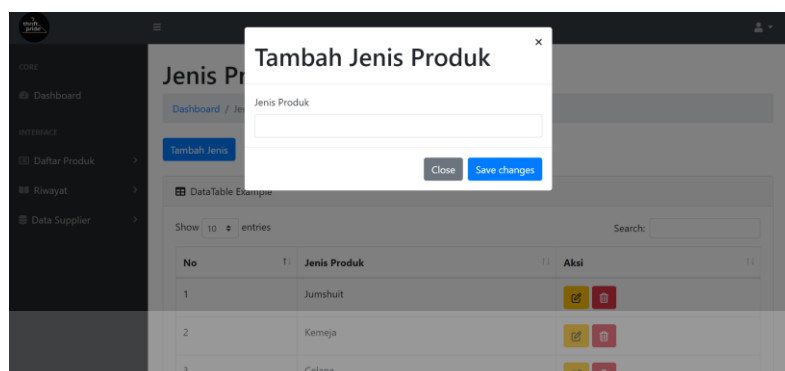 thrift
pride
Tambah Jenis Produk
×
CORE
Jenis Pr
Dashboard
Dashboard / Je
Jenis Produk
INTERFACE
Tambah Jenis
Daftar Produk
Close Save changes
Riwayat
DataTable Example
Data Supplier
Show 10 entries
Search:
No Jenis Produk Aksi
1 Jumshuit
2 Kemeja
3 Celana